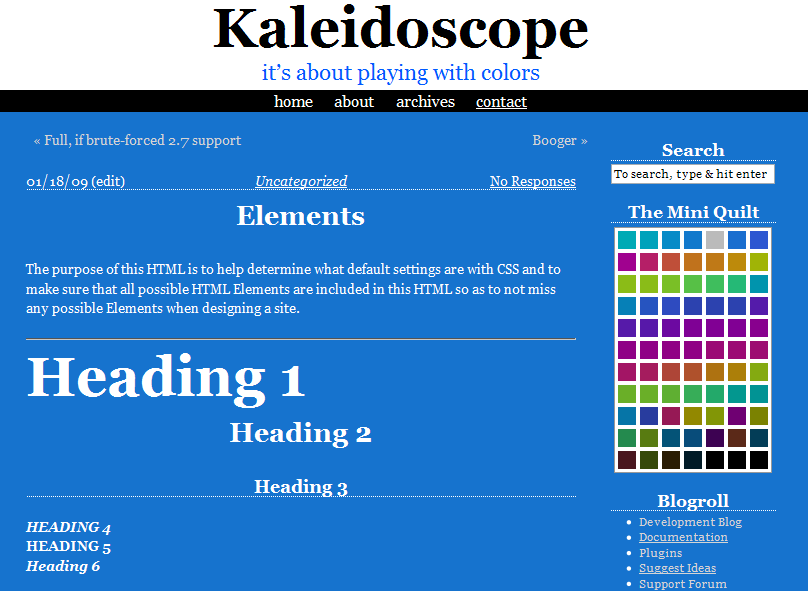 Kaleidoscope
it's about playing with colors
home about archives contact
« Full, if brute-forced 2.7 support Booger »
01/18/09 (edit) Uncategorized No Responses
Elements
The purpose of this HTML is to help determine what default settings are with CSS and to
make sure that all possible HTML Elements are included in this HTML so as to not miss
any possible Elements when designing a site.
Heading 1
Heading 2
Heading 3
HEADING 4
HEADING 5
Heading 6
Search
To search, type & hit enter
The Mini Quilt
Blogroll
Development Blog
Documentation
Plugins
Suggest Ideas
Support Forum